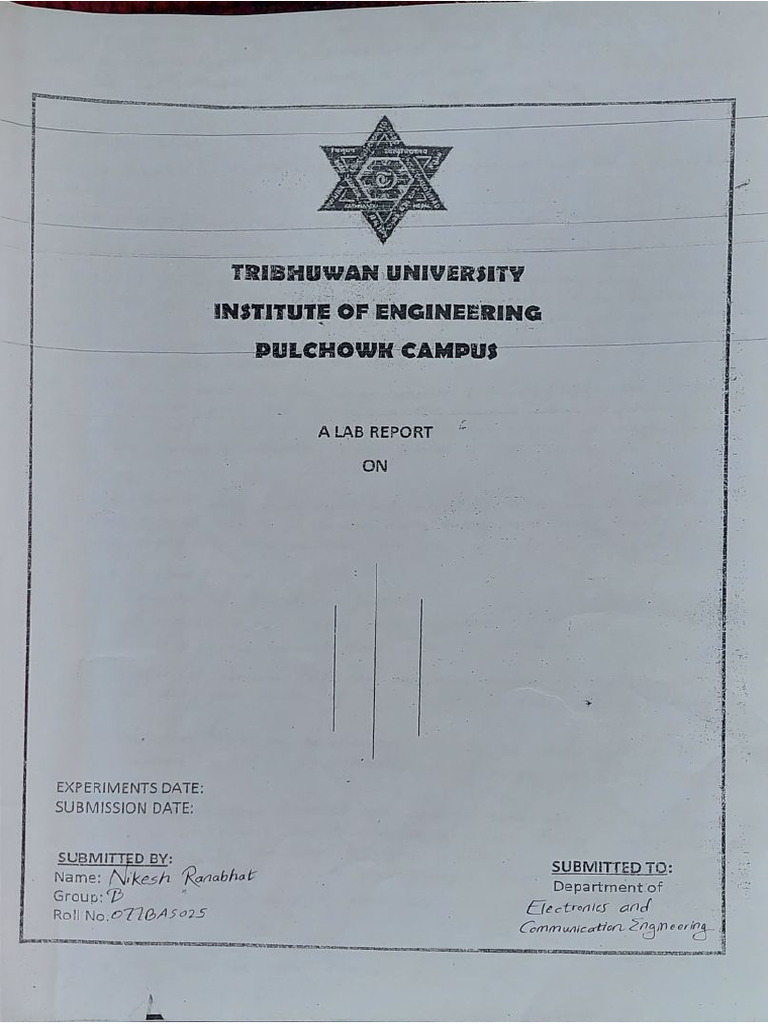 TRIBHUWAN UNIVERSITY
INSTITUTE OF ENGINEERING
PULCHOWK CAMPUS
A LAB REPORT
ON
EXPERIMENTS DATE:
SUBMISSION DATE:
SUBMITTED BY:
Name: Nikesh Ranabhat
Group: B
Roll No. 077BAS025
SUBMITTED TO:
Department of
Electronics and
Communication Engineering